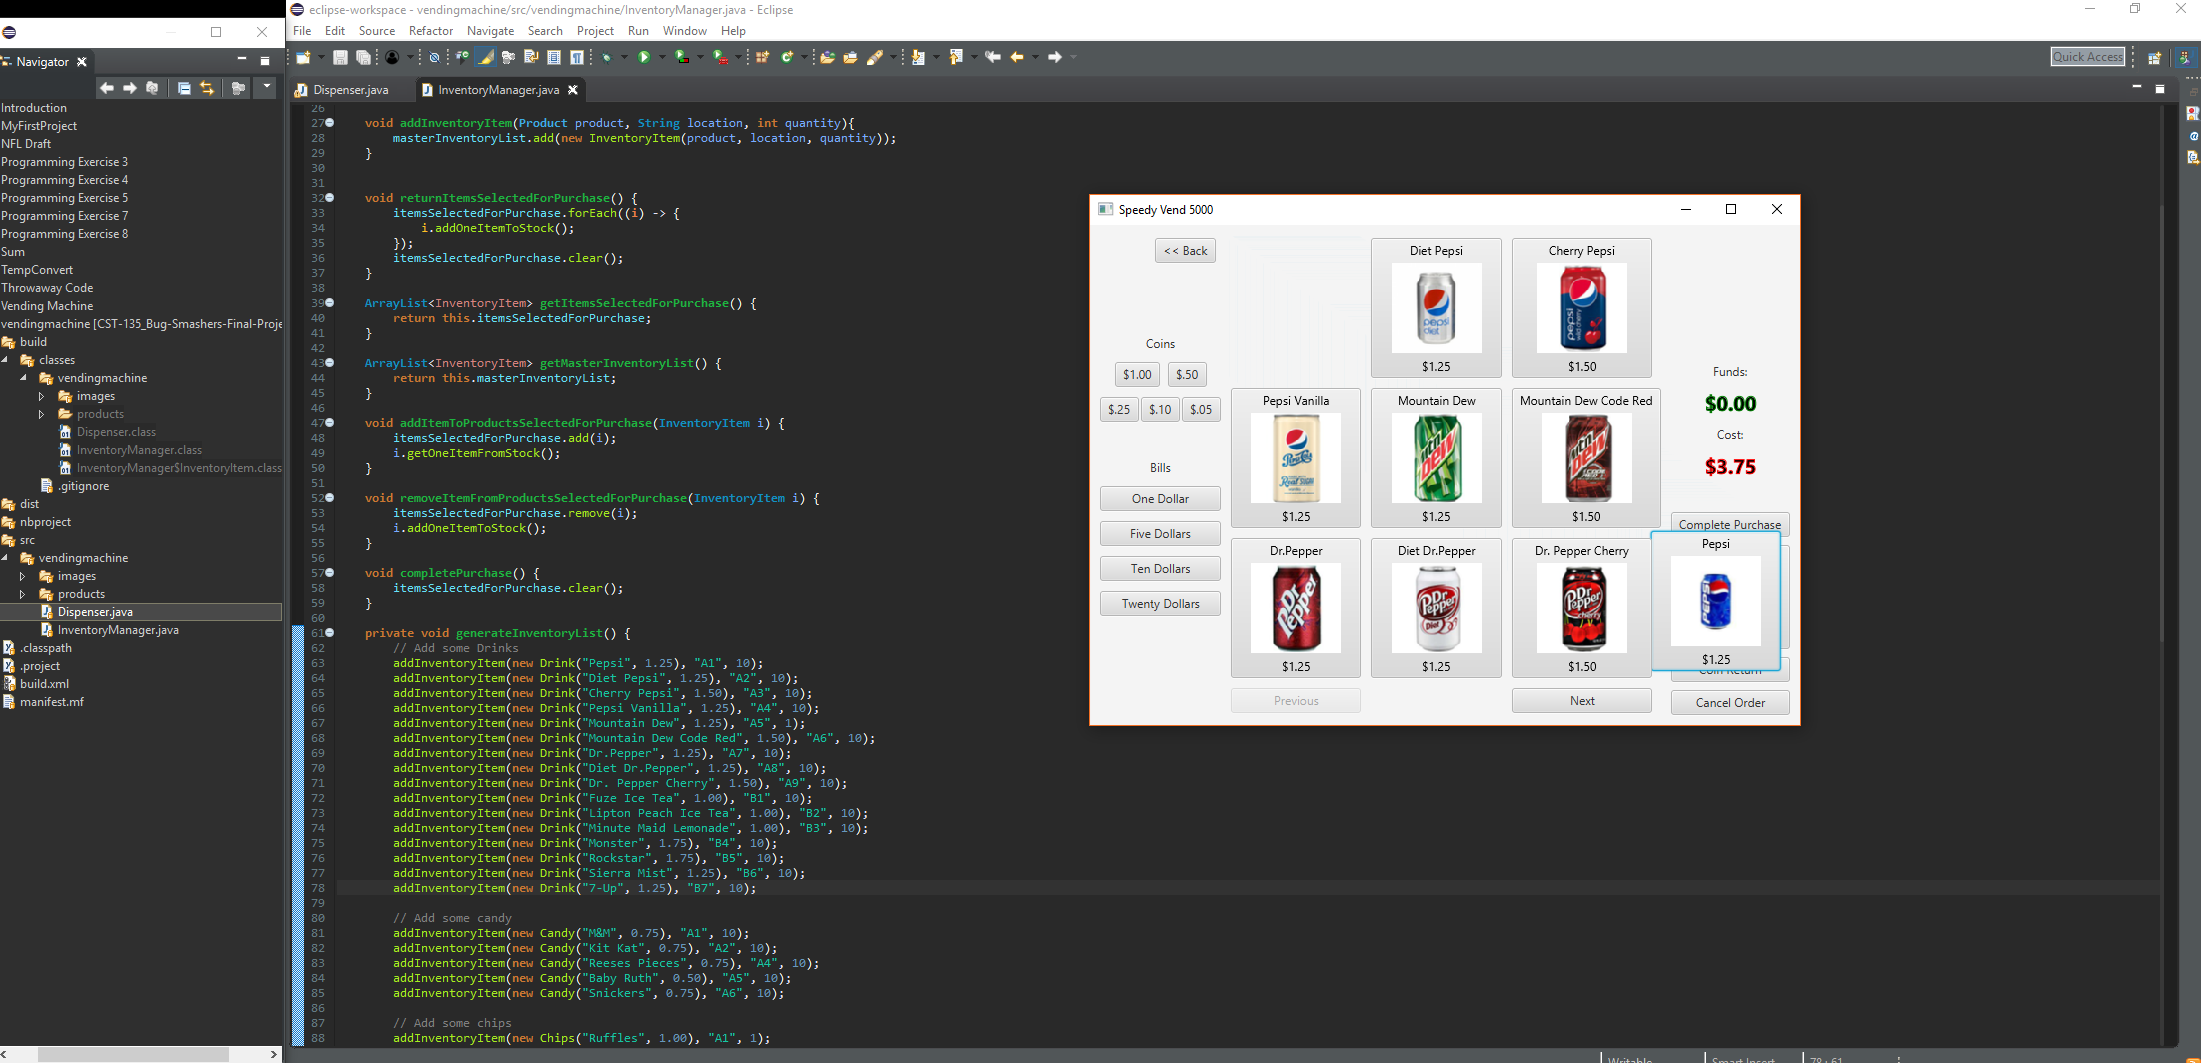 eclipse-workspace - vendingmachine/src/vendingmachine/InventoryManager.java - Eclipse
File Edit Source Refactor Navigate Search Project Run Window Help
Quick Access
Navigator
Introduction
MyFirstProject
NFL Draft
Programming Exercise 3
Programming Exercise 4
Programming Exercise 5
Programming Exercise 7
Programming Exercise 8
Sum
TempConvert
Throwaway Code
Vending Machine
vendingmachine [CST-135_Bug-Smashers-Final-Proje
build
classes
vendingmachine
images
products
Dispenser.class
InventoryManager.class
InventoryManager$InventoryItem.class
.gitignore
dist
nbproject
src
vendingmachine
images
products
Dispenser.java
InventoryManager.java
.classpath
.project
build.xml
manifest.mf
Dispenser.java InventoryManager.java
26
27 void addInventoryItem(Product product, String location, int quantity){
28 masterInventoryList.add(new InventoryItem(product, location, quantity));
29 }
30
31
32 void returnItemsSelectedForPurchase() {
33 itemsSelectedForPurchase.forEach((i) -> {
34 i.addOneItemToStock();
35 });
36 itemsSelectedForPurchase.clear();
37 }
38
39 ArrayList<InventoryItem> getItemsSelectedForPurchase() {
40 return this.itemsSelectedForPurchase;
41 }
42
43 ArrayList<InventoryItem> getMasterInventoryList() {
44 return this.masterInventoryList;
45 }
46
47 void addItemToProductsSelectedForPurchase(InventoryItem i) {
48 itemsSelectedForPurchase.add(i);
49 i.getOneItemFromStock();
50 }
51
52 void removeItemFromProductsSelectedForPurchase(InventoryItem i) {
53 itemsSelectedForPurchase.remove(i);
54 i.addOneItemToStock();
55 }
56
57 void completePurchase() {
58 itemsSelectedForPurchase.clear();
59 }
60
61 private void generateInventoryList() {
62 // Add some Drinks
63 addInventoryItem(new Drink("Pepsi", 1.25), "A1", 10);
64 addInventoryItem(new Drink("Diet Pepsi", 1.25), "A2", 10);
65 addInventoryItem(new Drink("Cherry Pepsi", 1.50), "A3", 10);
66 addInventoryItem(new Drink("Pepsi Vanilla", 1.25), "A4", 10);
67 addInventoryItem(new Drink("Mountain Dew", 1.25), "A5", 1);
68 addInventoryItem(new Drink("Mountain Dew Code Red", 1.50), "A6", 10);
69 addInventoryItem(new Drink("Dr.Pepper", 1.25), "A7", 10);
70 addInventoryItem(new Drink("Diet Dr.Pepper", 1.25), "A8", 10);
71 addInventoryItem(new Drink("Dr. Pepper Cherry", 1.50), "A9", 10);
72 addInventoryItem(new Drink("Fuze Ice Tea", 1.00), "B1", 10);
73 addInventoryItem(new Drink("Lipton Peach Ice Tea", 1.00), "B2", 10);
74 addInventoryItem(new Drink("Minute Maid Lemonade", 1.00), "B3", 10);
75 addInventoryItem(new Drink("Monster", 1.75), "B4", 10);
76 addInventoryItem(new Drink("Rockstar", 1.75), "B5", 10);
77 addInventoryItem(new Drink("Sierra Mist", 1.25), "B6", 10);
78 addInventoryItem(new Drink("7-Up", 1.25), "B7", 10);
79
80 // Add some candy
81 addInventoryItem(new Candy("M&M", 0.75), "A1", 10);
82 addInventoryItem(new Candy("Kit Kat", 0.75), "A2", 10);
83 addInventoryItem(new Candy("Reeses Pieces", 0.75), "A4", 10);
84 addInventoryItem(new Candy("Baby Ruth", 0.50), "A5", 10);
85 addInventoryItem(new Candy("Snickers", 0.75), "A6", 10);
86
87 // Add some chips
88 addInventoryItem(new Chips("Ruffles", 1.00), "A1", 1);
Speedy Vend 5000
<< Back
Coins
$1.00 $.50
$.25 $.10 $.05
Bills
One Dollar
Five Dollars
Ten Dollars
Twenty Dollars
Diet Pepsi
pepsi
diet
$1.25
Cherry Pepsi
pepsi
wild cherry
$1.50
Pepsi Vanilla
$1.25
Mountain Dew
mtn
DEW
$1.25
Mountain Dew Code Red
mtn
DEW
CODE RED
$1.50
Dr.Pepper
Dr Pepper
$1.25
Diet Dr.Pepper
Dr Pepper
Diet
$1.25
Dr. Pepper Cherry
Dr Pepper
cherry
$1.50
Previous
Next
Funds:
$0.00
Cost:
$3.75
Complete Purchase
Pepsi
PEPSI
$1.25
Coin Return
Cancel Order
Writable Smart Insert 78 : 61